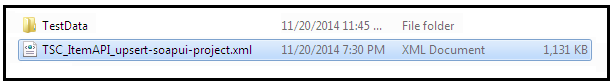 TestData 11/20/2014 11:45 ... File folder
TSC_ItemAPI_upsert-soapui-project.xml 11/20/2014 7:30 PM XML Document 1,131 KB